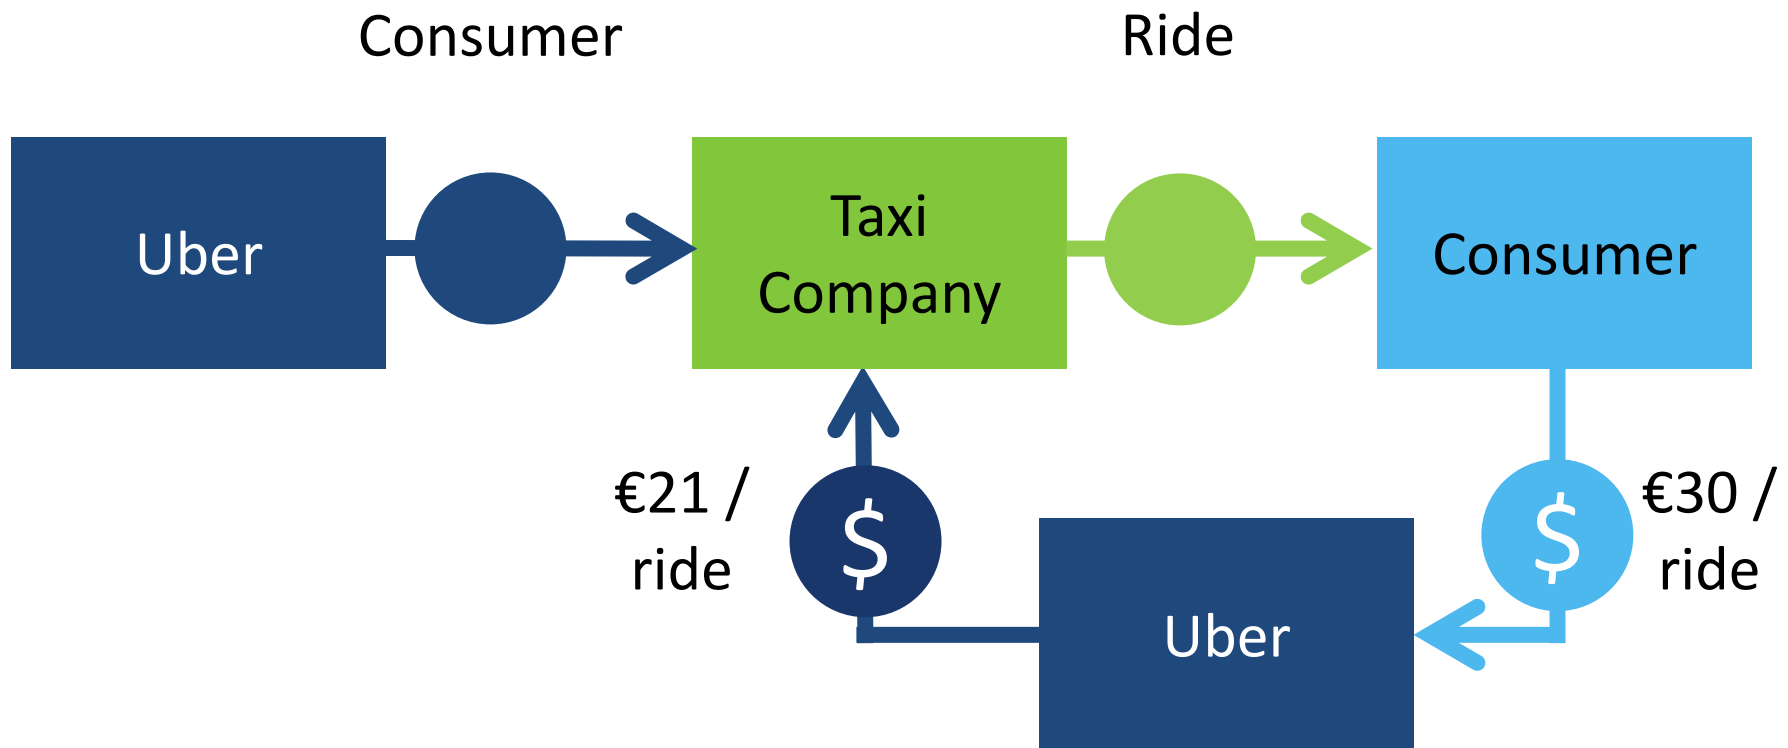 Consumer
Ride
Uber
Taxi
Company
Consumer
€21 /
ride
$
Uber
$
€30 /
ride